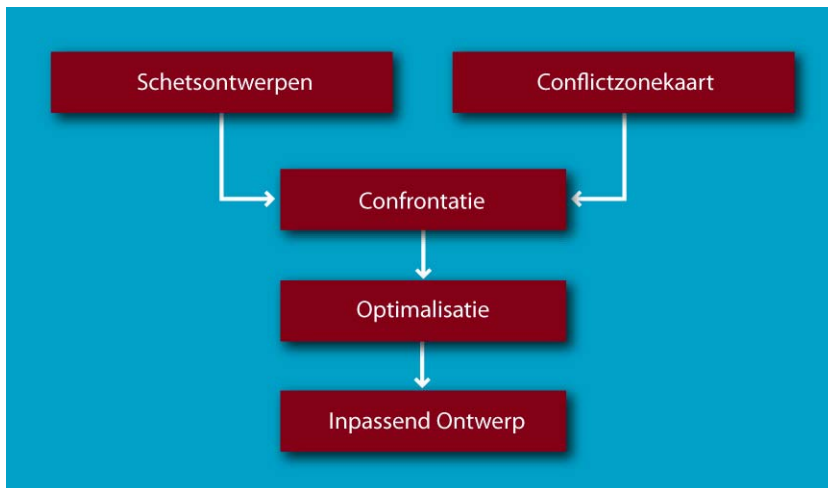 Schetsontwerpen
Conflictzonekaart
Confrontatie
Optimalisatie
Inpassend Ontwerp